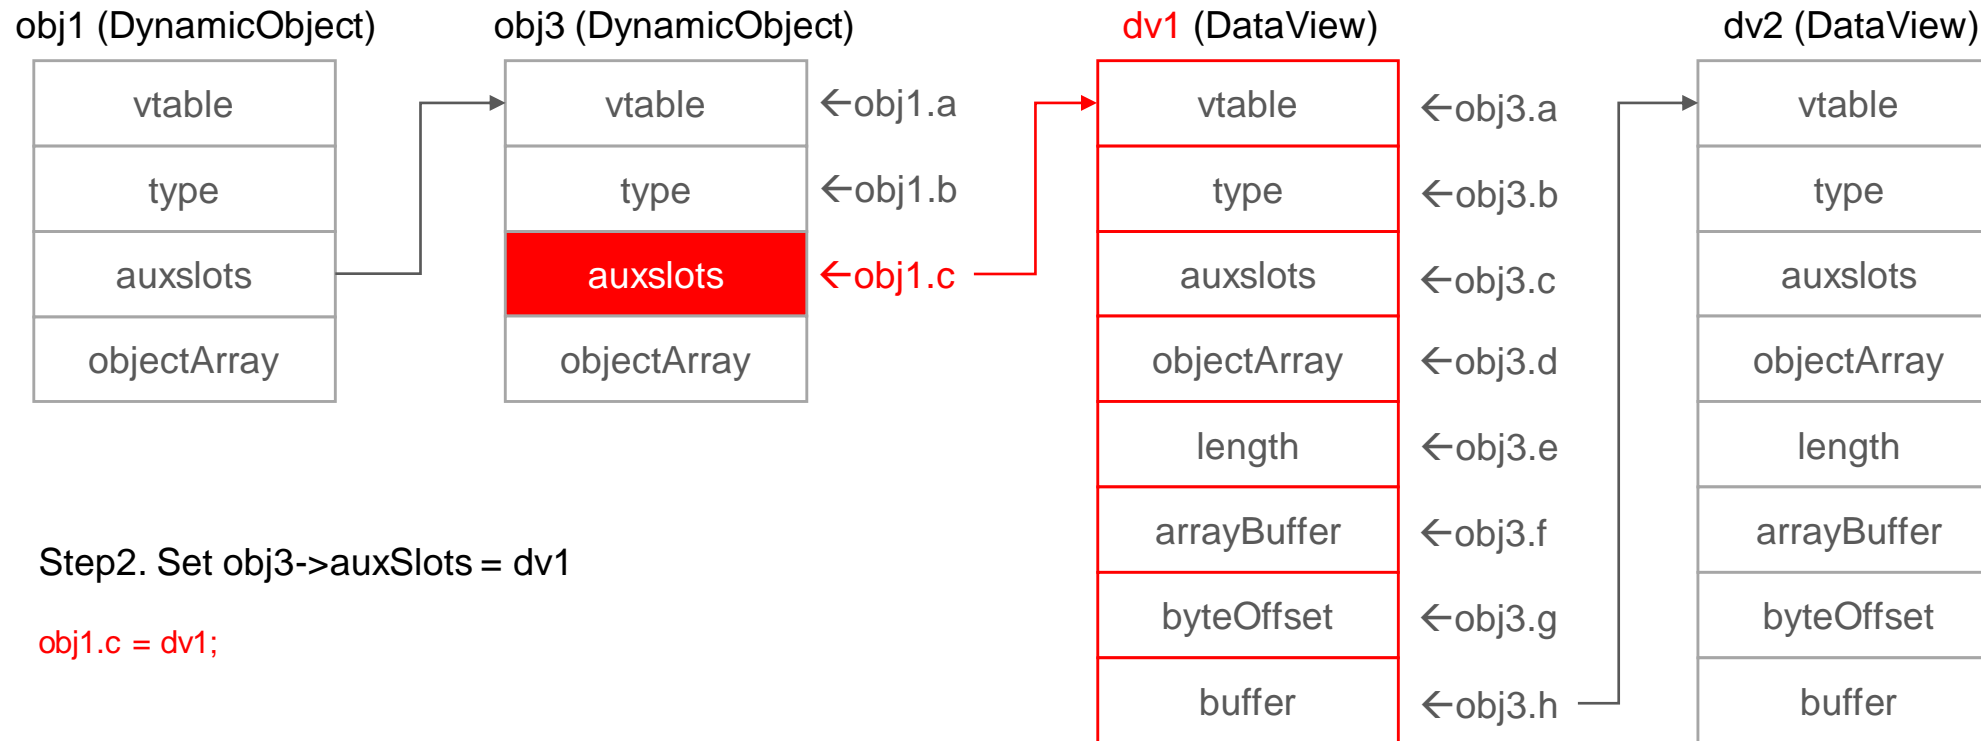 obj1 (DynamicObject)
vtable
type
auxslots
objectArray
obj3 (DynamicObject)
vtable
type
auxslots
objectArray
←obj1.a
←obj1.b
←obj1.c
dv1 (DataView)
vtable
type
auxslots
objectArray
length
arrayBuffer
byteOffset
buffer
←obj3.a
←obj3.b
←obj3.c
←obj3.d
←obj3.e
←obj3.f
←obj3.g
←obj3.h
dv2 (DataView)
vtable
type
auxslots
objectArray
length
arrayBuffer
byteOffset
buffer
Step2. Set obj3->auxSlots = dv1
obj1.c = dv1;